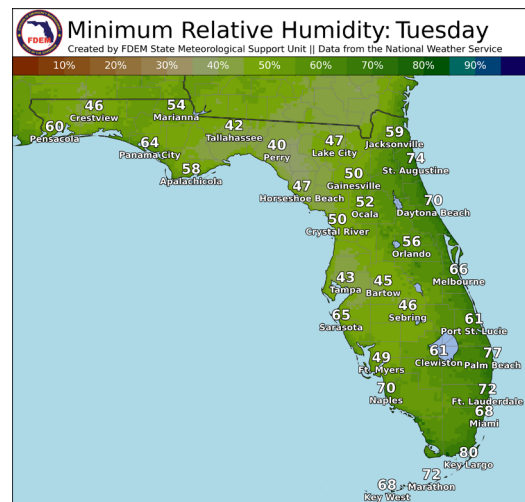 FDEM
Minimum Relative Humidity: Tuesday
Created by FDEM State Meteorological Support Unit || Data from the National Weather Service
10% 20% 30% 40% 50% 60% 70% 80% 90%
46
Crestview
54
Marianna
60
Pensacola
64
Panama City
58
Apalachicola
42
Tallahassee
40
Perry
47
Lake City
59
Jacksonville
74
St. Augustine
50
Gainesville
47
Horseshoe Beach
52
Ocala
70
Daytona Beach
50
Crystal River
56
Orlando
66
Melbourne
43
Tampa
45
Bartow
46
Sebring
65
Sarasota
61
Port St. Lucie
49
Ft. Myers
61
Clewiston
77
Palm Beach
70
Naples
72
Ft. Lauderdale
68
Miami
80
Key Largo
72
Marathon
68
Key West